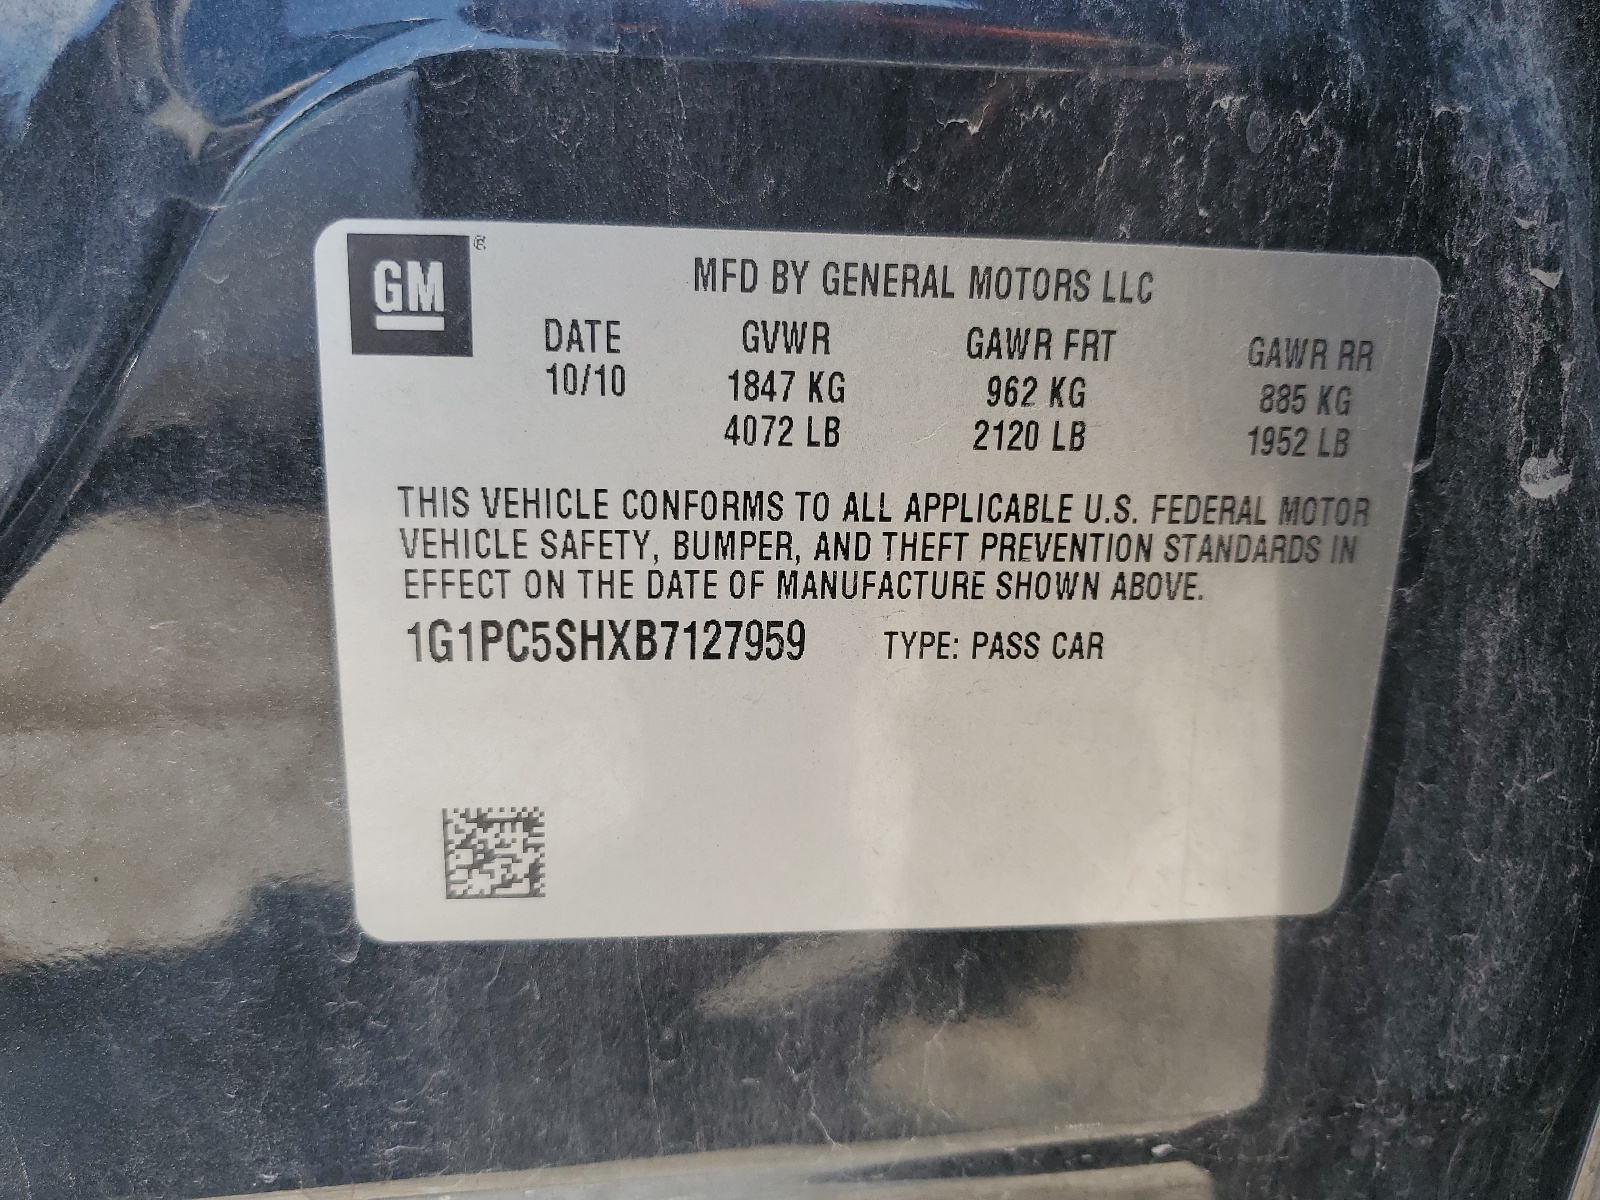 GM ®
MFD BY GENERAL MOTORS LLC
DATE GVWR GAWR FRT GAWR RR
10/10 1847 KG 962 KG 885 KG
4072 LB 2120 LB 1952 LB
THIS VEHICLE CONFORMS TO ALL APPLICABLE U.S. FEDERAL MOTOR
VEHICLE SAFETY, BUMPER, AND THEFT PREVENTION STANDARDS IN
EFFECT ON THE DATE OF MANUFACTURE SHOWN ABOVE.
1G1PC5SHXB7127959 TYPE: PASS CAR